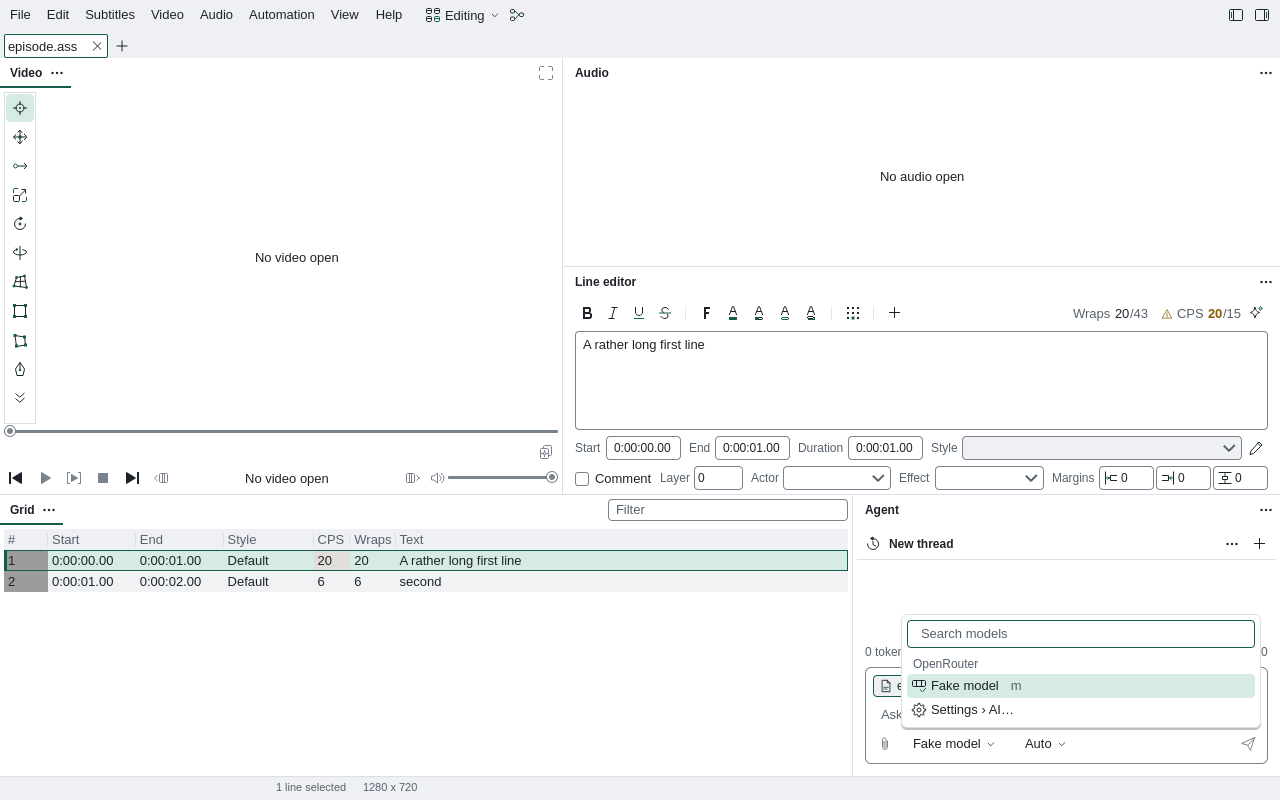 File Edit Subtitles Video Audio Automation View Help Editing
episode.ass
Video
No video open
No video open
Audio
No audio open
Line editor
B I U S F A A A A Wraps 20/43 CPS 20/15
A rather long first line
Start 0:00:00.00 End 0:00:01.00 Duration 0:00:01.00 Style
Comment Layer 0 Actor Effect Margins 0 0 0
Grid Filter
# Start End Style CPS Wraps Text
1 0:00:00.00 0:00:01.00 Default 20 20 A rather long first line
2 0:00:01.00 0:00:02.00 Default 6 6 second
Agent
New thread
Search models
0 0
OpenRouter
Fake model m
Settings › AI…
Ask
Fake model Auto
1 line selected 1280 x 720